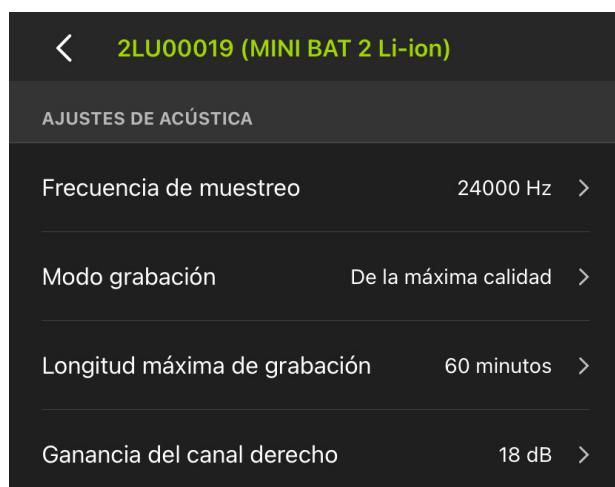 2LU00019 (MINI BAT 2 Li-ion)
AJUSTES DE ACÚSTICA
Frecuencia de muestreo 24000 Hz
Modo grabación De la máxima calidad
Longitud máxima de grabación 60 minutos
Ganancia del canal derecho 18 dB